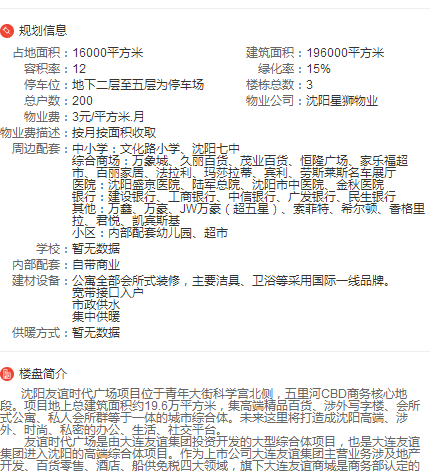 规划信息
占地面积：16000平方米 建筑面积：196000平方米
容积率：12 绿化率：15%
停车位：地下二层至五层为停车场 楼栋总数：3
总户数：200 物业公司：沈阳星狮物业
物业费：3元/平方米.月
物业费描述：按月按面积收取
周边配套：中小学：文化路小学、沈阳七中
综合商场：万象城、久丽百货、茂业百货、恒隆广场、家乐福超
市、百丽家居、法拉利、玛莎拉蒂、宾利、劳斯莱斯名车展厅
医院：沈阳盛京医院、陆军总院、沈阳市中医院、金秋医院
银行：建设银行、工商银行、中信银行、广发银行、民生银行
其他：万鑫、万豪、JW万豪（超五星）、索菲特、希尔顿、香格里
拉、君悦、凯宾斯基
小区：内部配套幼儿园、超市
学校：暂无数据
内部配套：自带商业
建材设备：公寓全部会所式装修，主要洁具、卫浴等采用国际一线品牌。
宽带接口入户
市政供水
集中供暖
供暖方式：暂无数据
楼盘简介
沈阳友谊时代广场项目位于青年大街科学宫北侧，五里河CBD商务核心地
段。项目地上总建筑面积约19.6万平方米，集高端精品百货、涉外写字楼、会所
式公寓、私人会所群等于一体的城市综合体。未来这里将打造成沈阳高端、涉
外、时尚、私密的办公、生活、社交平台。
友谊时代广场是由大连友谊集团投资开发的大型综合体项目，也是大连友谊
集团进入沈阳的高端综合体项目。作为上市公司大连友谊集团主营业务涉及地产
开发、百货零售、酒店、船供免税四大领域，旗下大连友谊商城是商务部认定的